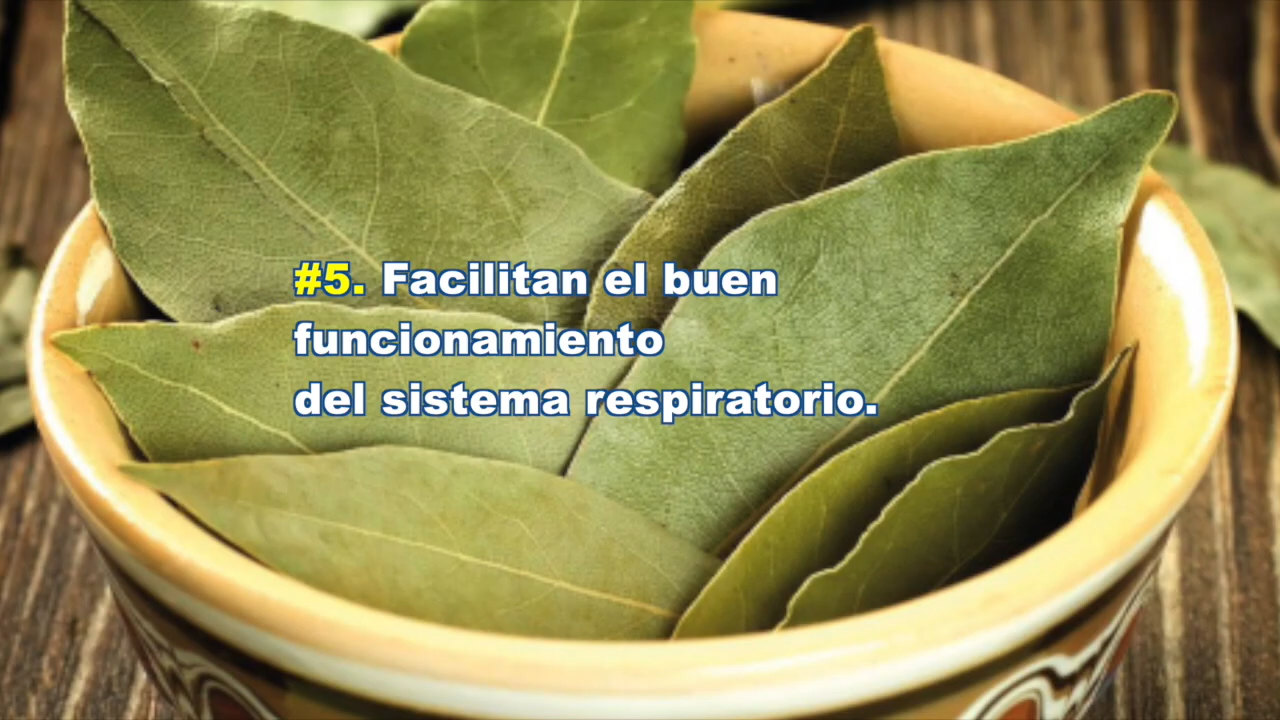 #5. Facilitan el buen
funcionamiento
del sistema respiratorio.